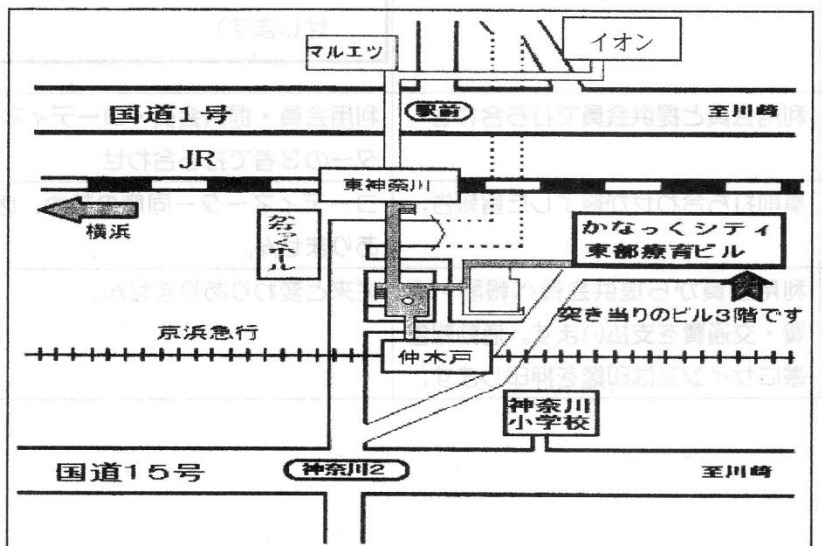 イオン
マルエツ
国道1号
駅前
至川崎
JR
東神奈川
横浜
かなっくホール
かなっくシティ
東部療育ビル
突き当りのビル3階です
京浜急行
仲木戸
神奈川
小学校
国道15号
神奈川2
至川崎